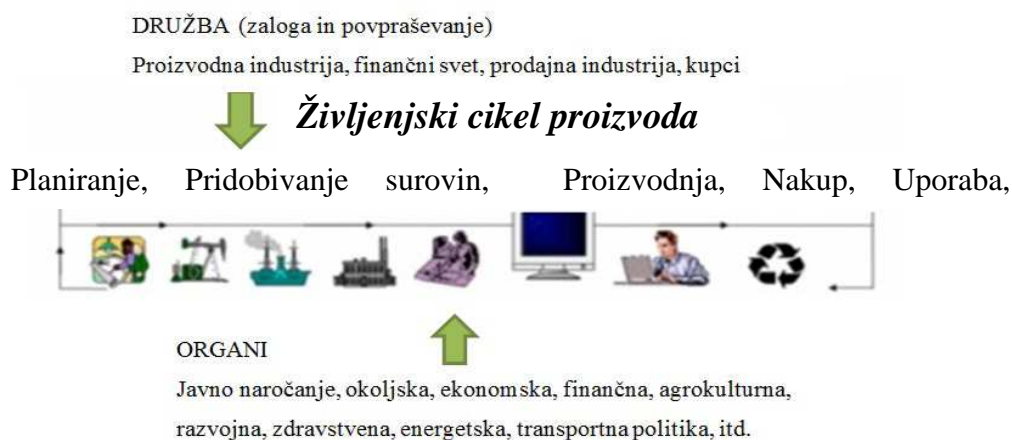 DRUŽBA (zaloga in povpraševanje)
Proizvodna industrija, finančni svet, prodajna industrija, kupci
Življenjski cikel proizvoda
Planiranje, Pridobivanje surovin, Proizvodnja, Nakup, Uporaba,
ORGANI
Javno naročanje, okoljska, ekonomska, finančna, agrokulturna,
razvojna, zdravstvena, energetska, transportna politika, itd.